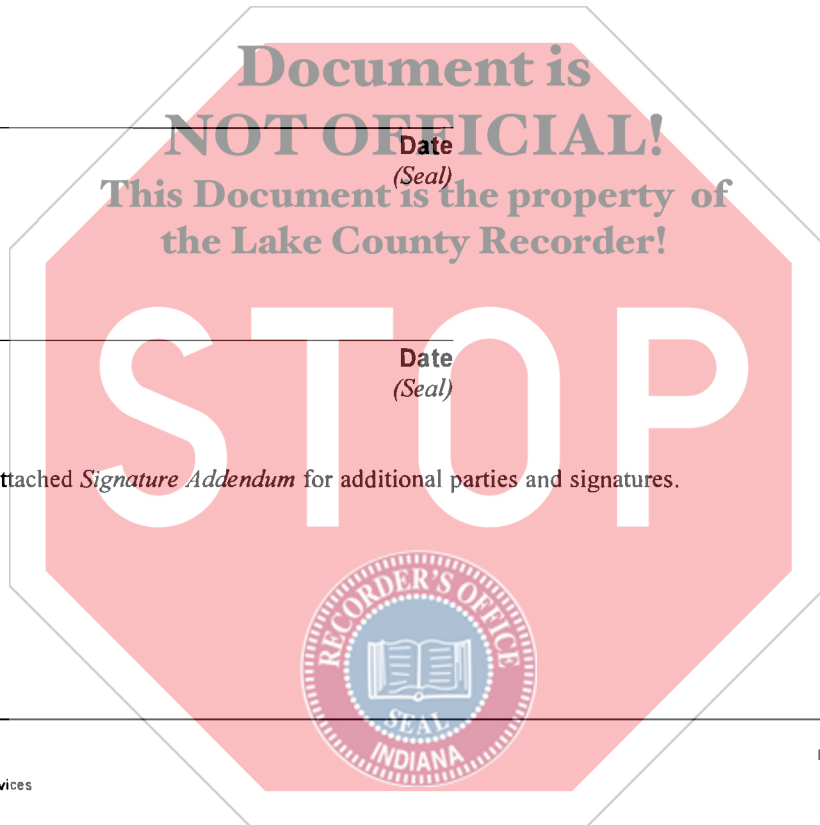 Document is
NOT OFFICIAL!
Date
(Seal)
This Document is the property of
the Lake County Recorder!
STOP
Date
(Seal)
ttached Signature Addendum for additional parties and signatures.
RECORDER'S OFFICE
SEAL
INDIANA
vices